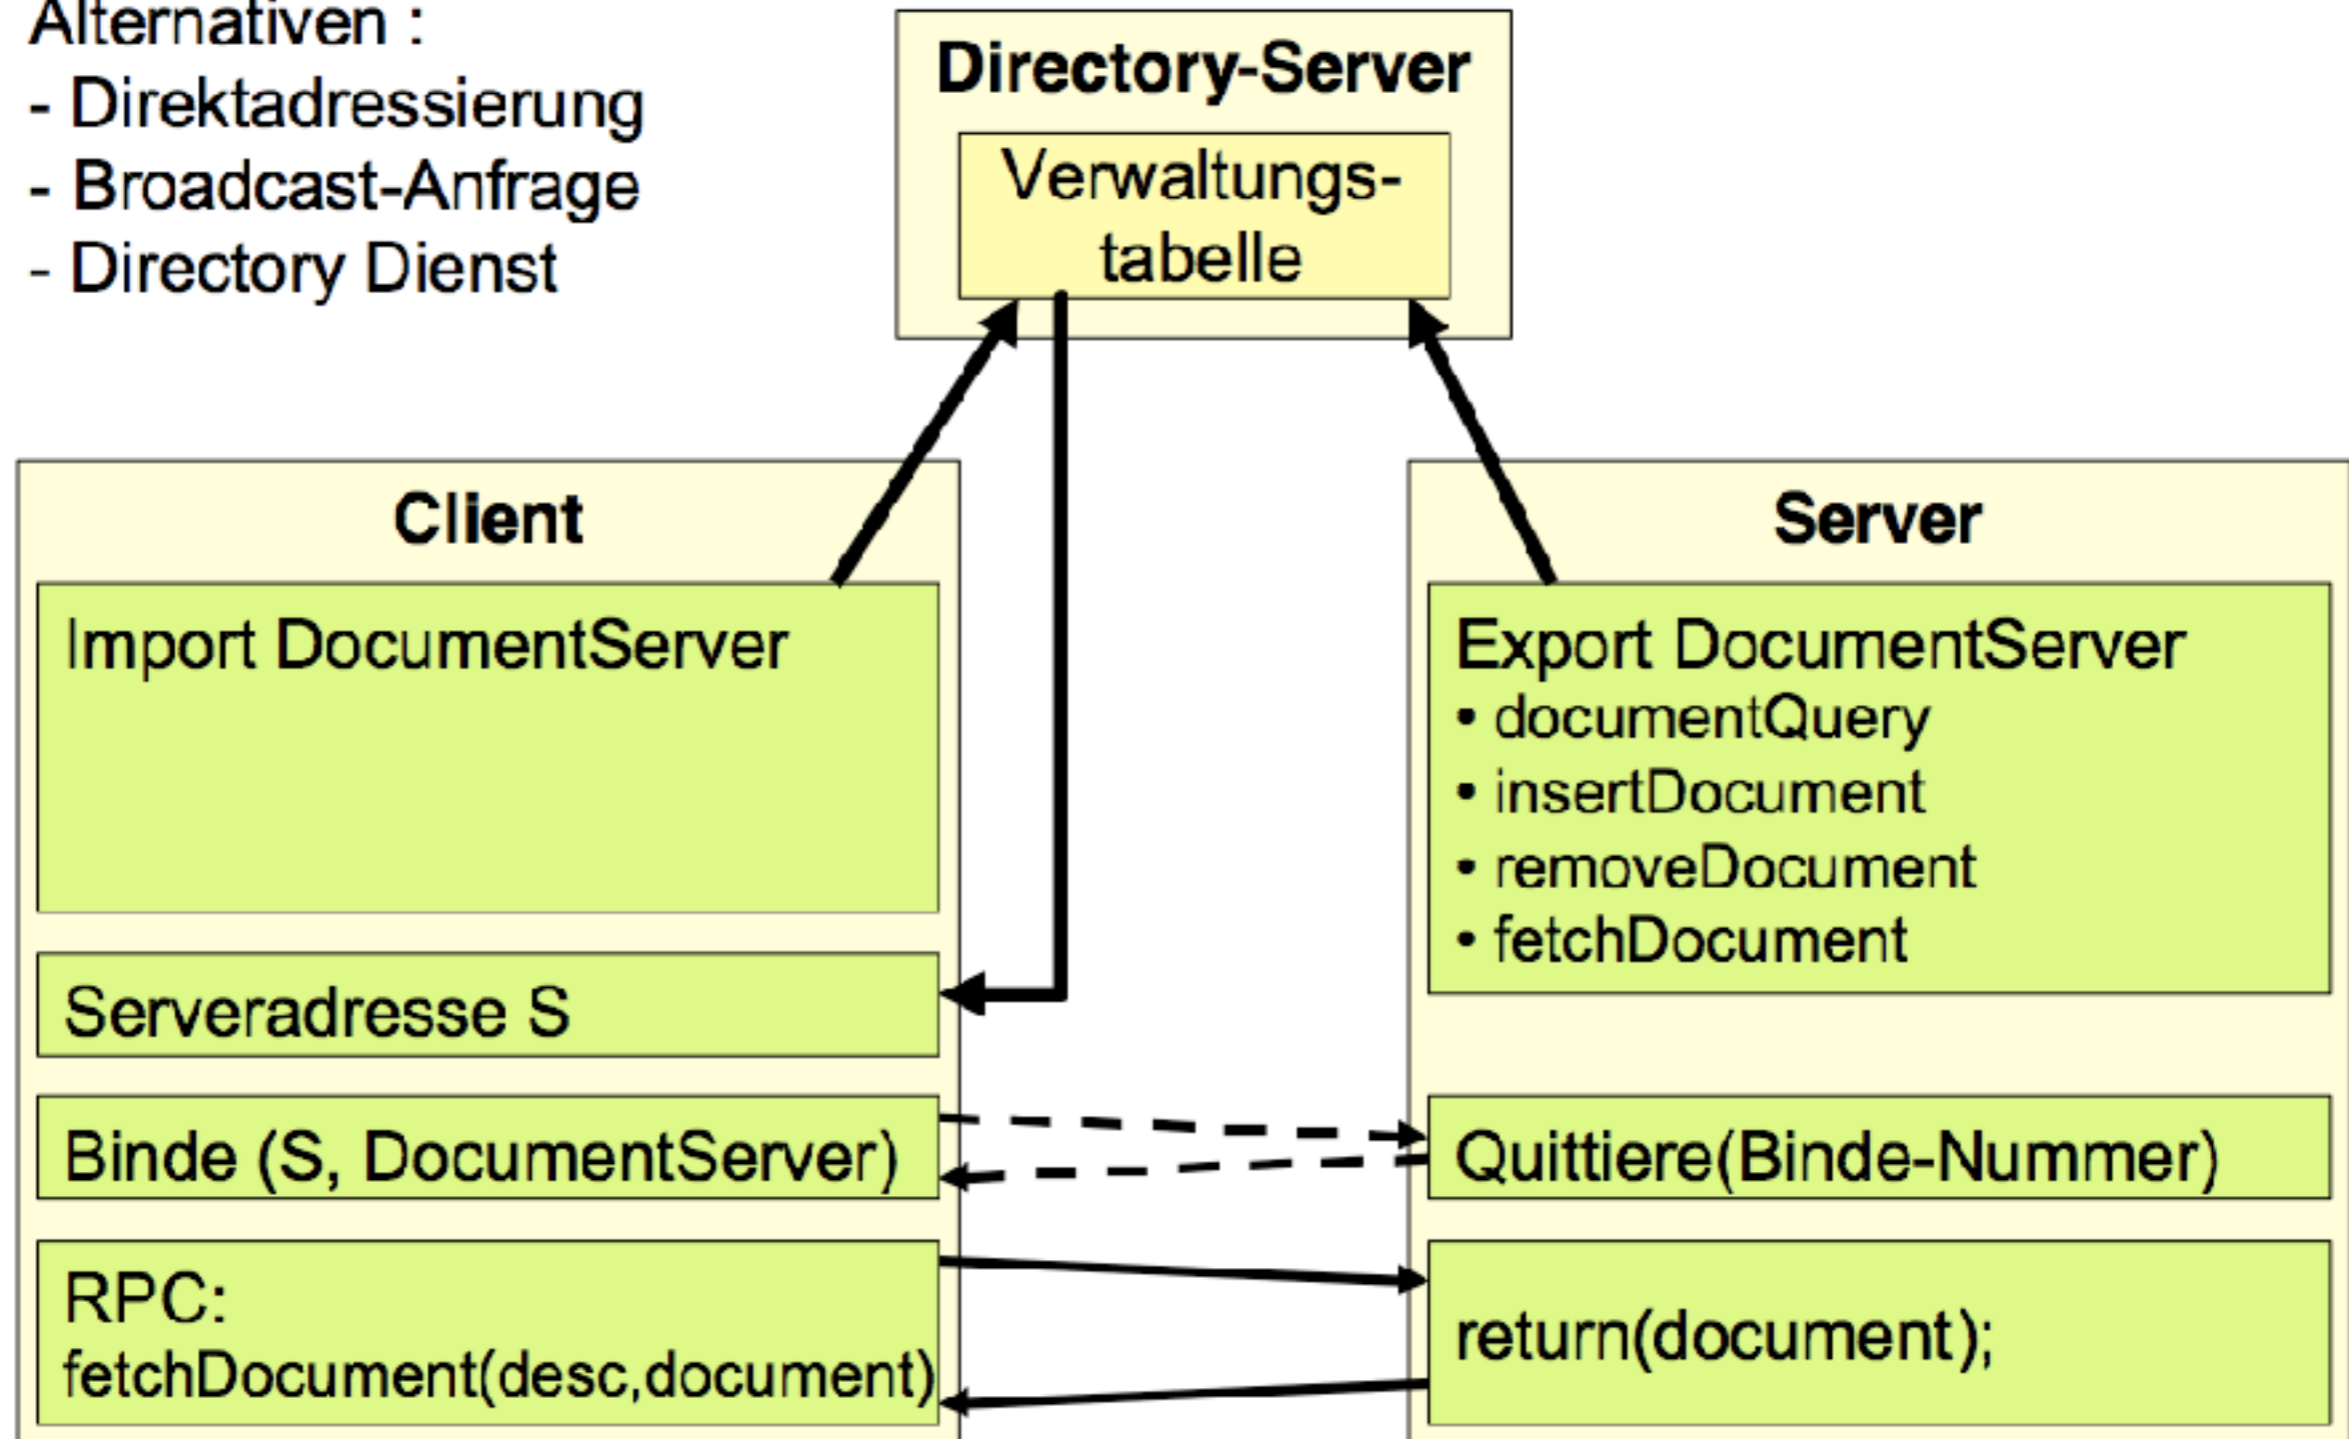 Alternativen :
- Direktadressierung
- Broadcast-Anfrage
- Directory Dienst
Directory-Server
Verwaltungs-
tabelle
Client
Import DocumentServer
Serveradresse S
Binde (S, DocumentServer)
RPC:
fetchDocument(desc,document)
Server
Export DocumentServer
• documentQuery
• insertDocument
• removeDocument
• fetchDocument
Quittiere(Binde-Nummer)
return(document);